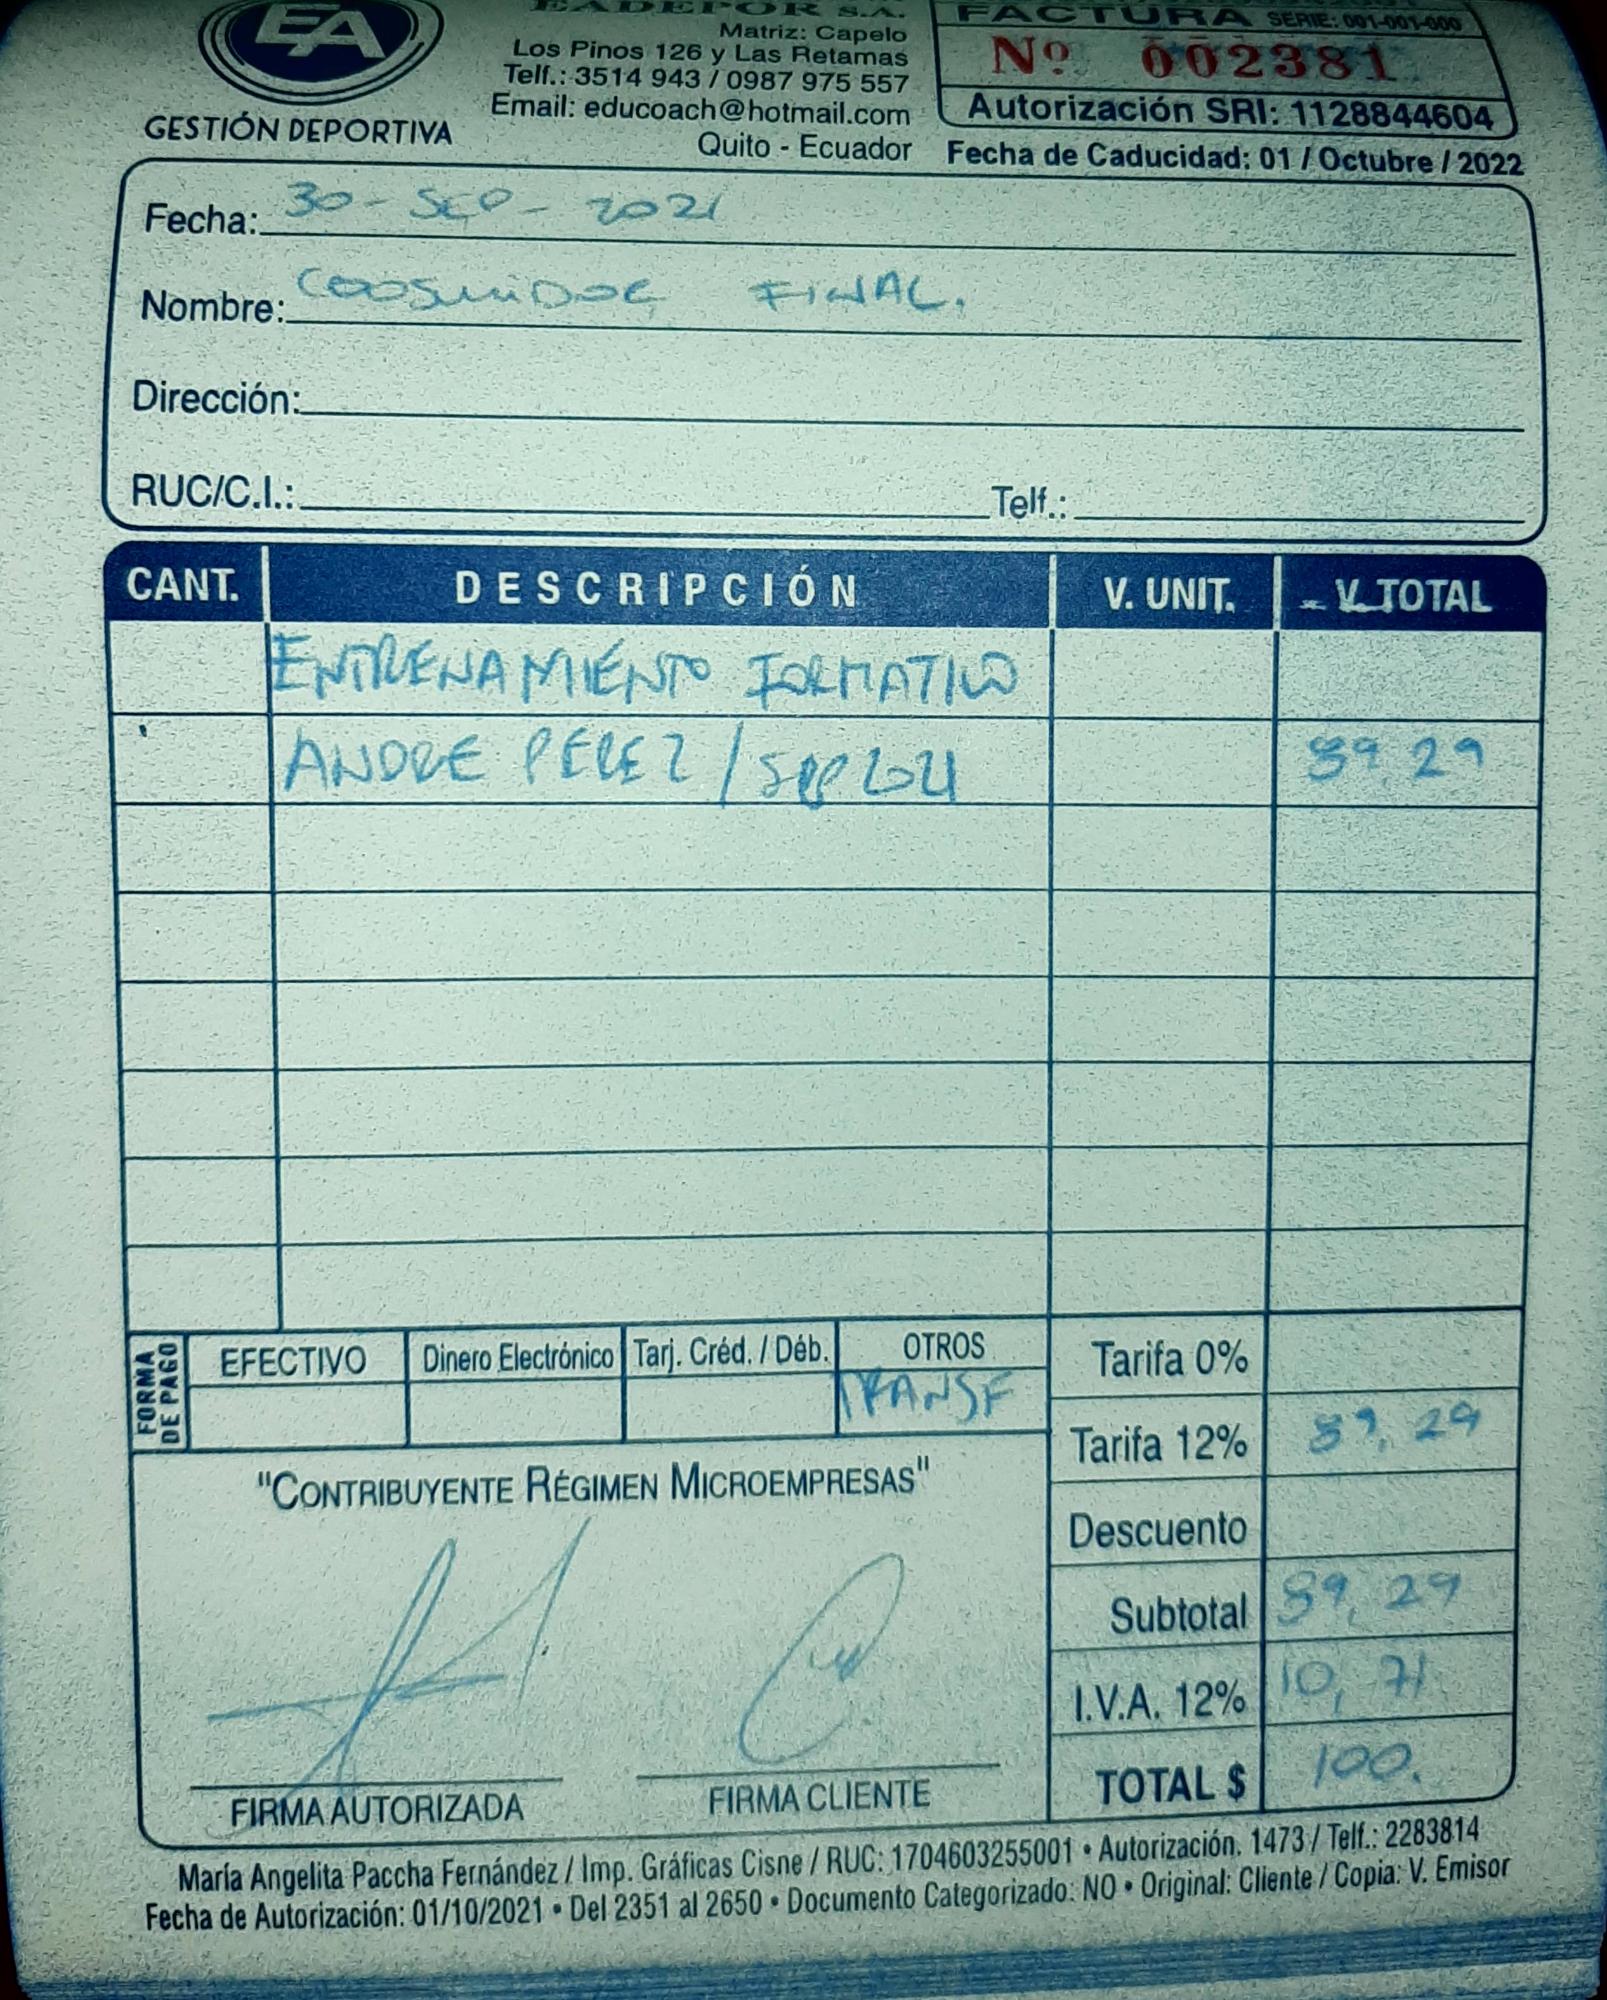 EA
GESTIÓN DEPORTIVA
EADEPOR S.A.
Matriz: Capelo
Los Pinos 126 y Las Retamas
Telf.: 3514 943 / 0987 975 557
Email: educoach@hotmail.com
Quito - Ecuador
FACTURA SERIE: 001-001-000
Nº 002381
Autorización SRI: 1128844604
Fecha de Caducidad: 01 / Octubre / 2022
Fecha: 30 - SEP - 2021
Nombre: CONSUMIDOR FINAL.
Dirección:
RUC/C.I.: Telf.:
CANT. DESCRIPCIÓN V. UNIT. V. TOTAL
ENTRENAMIENTO FORMATIVO
ANDRE PEREZ / SEP 2021 89,29
FORMA DE PAGO EFECTIVO Dinero Electrónico Tarj. Créd. / Déb. OTROS
TRANSF
Tarifa 0%
Tarifa 12% 89,29
Descuento
Subtotal 89,29
I.V.A. 12% 10,71
TOTAL $ 100.
"CONTRIBUYENTE RÉGIMEN MICROEMPRESAS"
FIRMA AUTORIZADA FIRMA CLIENTE
María Angelita Paccha Fernández / Imp. Gráficas Cisne / RUC: 1704603255001 • Autorización. 1473 / Telf.: 2283814
Fecha de Autorización: 01/10/2021 • Del 2351 al 2650 • Documento Categorizado: NO • Original: Cliente / Copia: V. Emisor